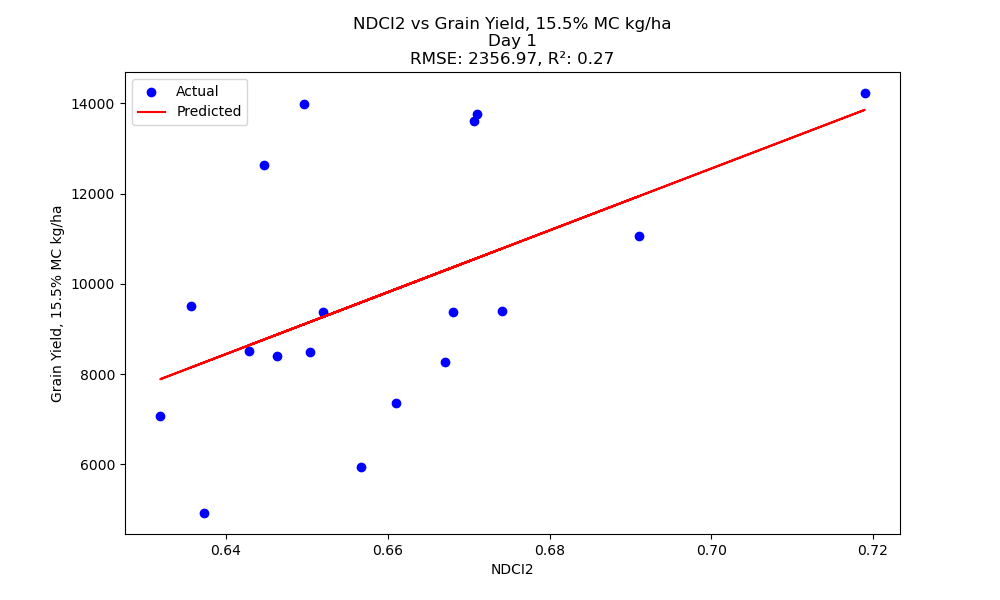 NDCI2 vs Grain Yield, 15.5% MC kg/ha
Day 1
RMSE: 2356.97, R²: 0.27
Actual
Predicted
Grain Yield, 15.5% MC kg/ha
14000
12000
10000
8000
6000
0.64
0.66
0.68
0.70
0.72
NDCI2